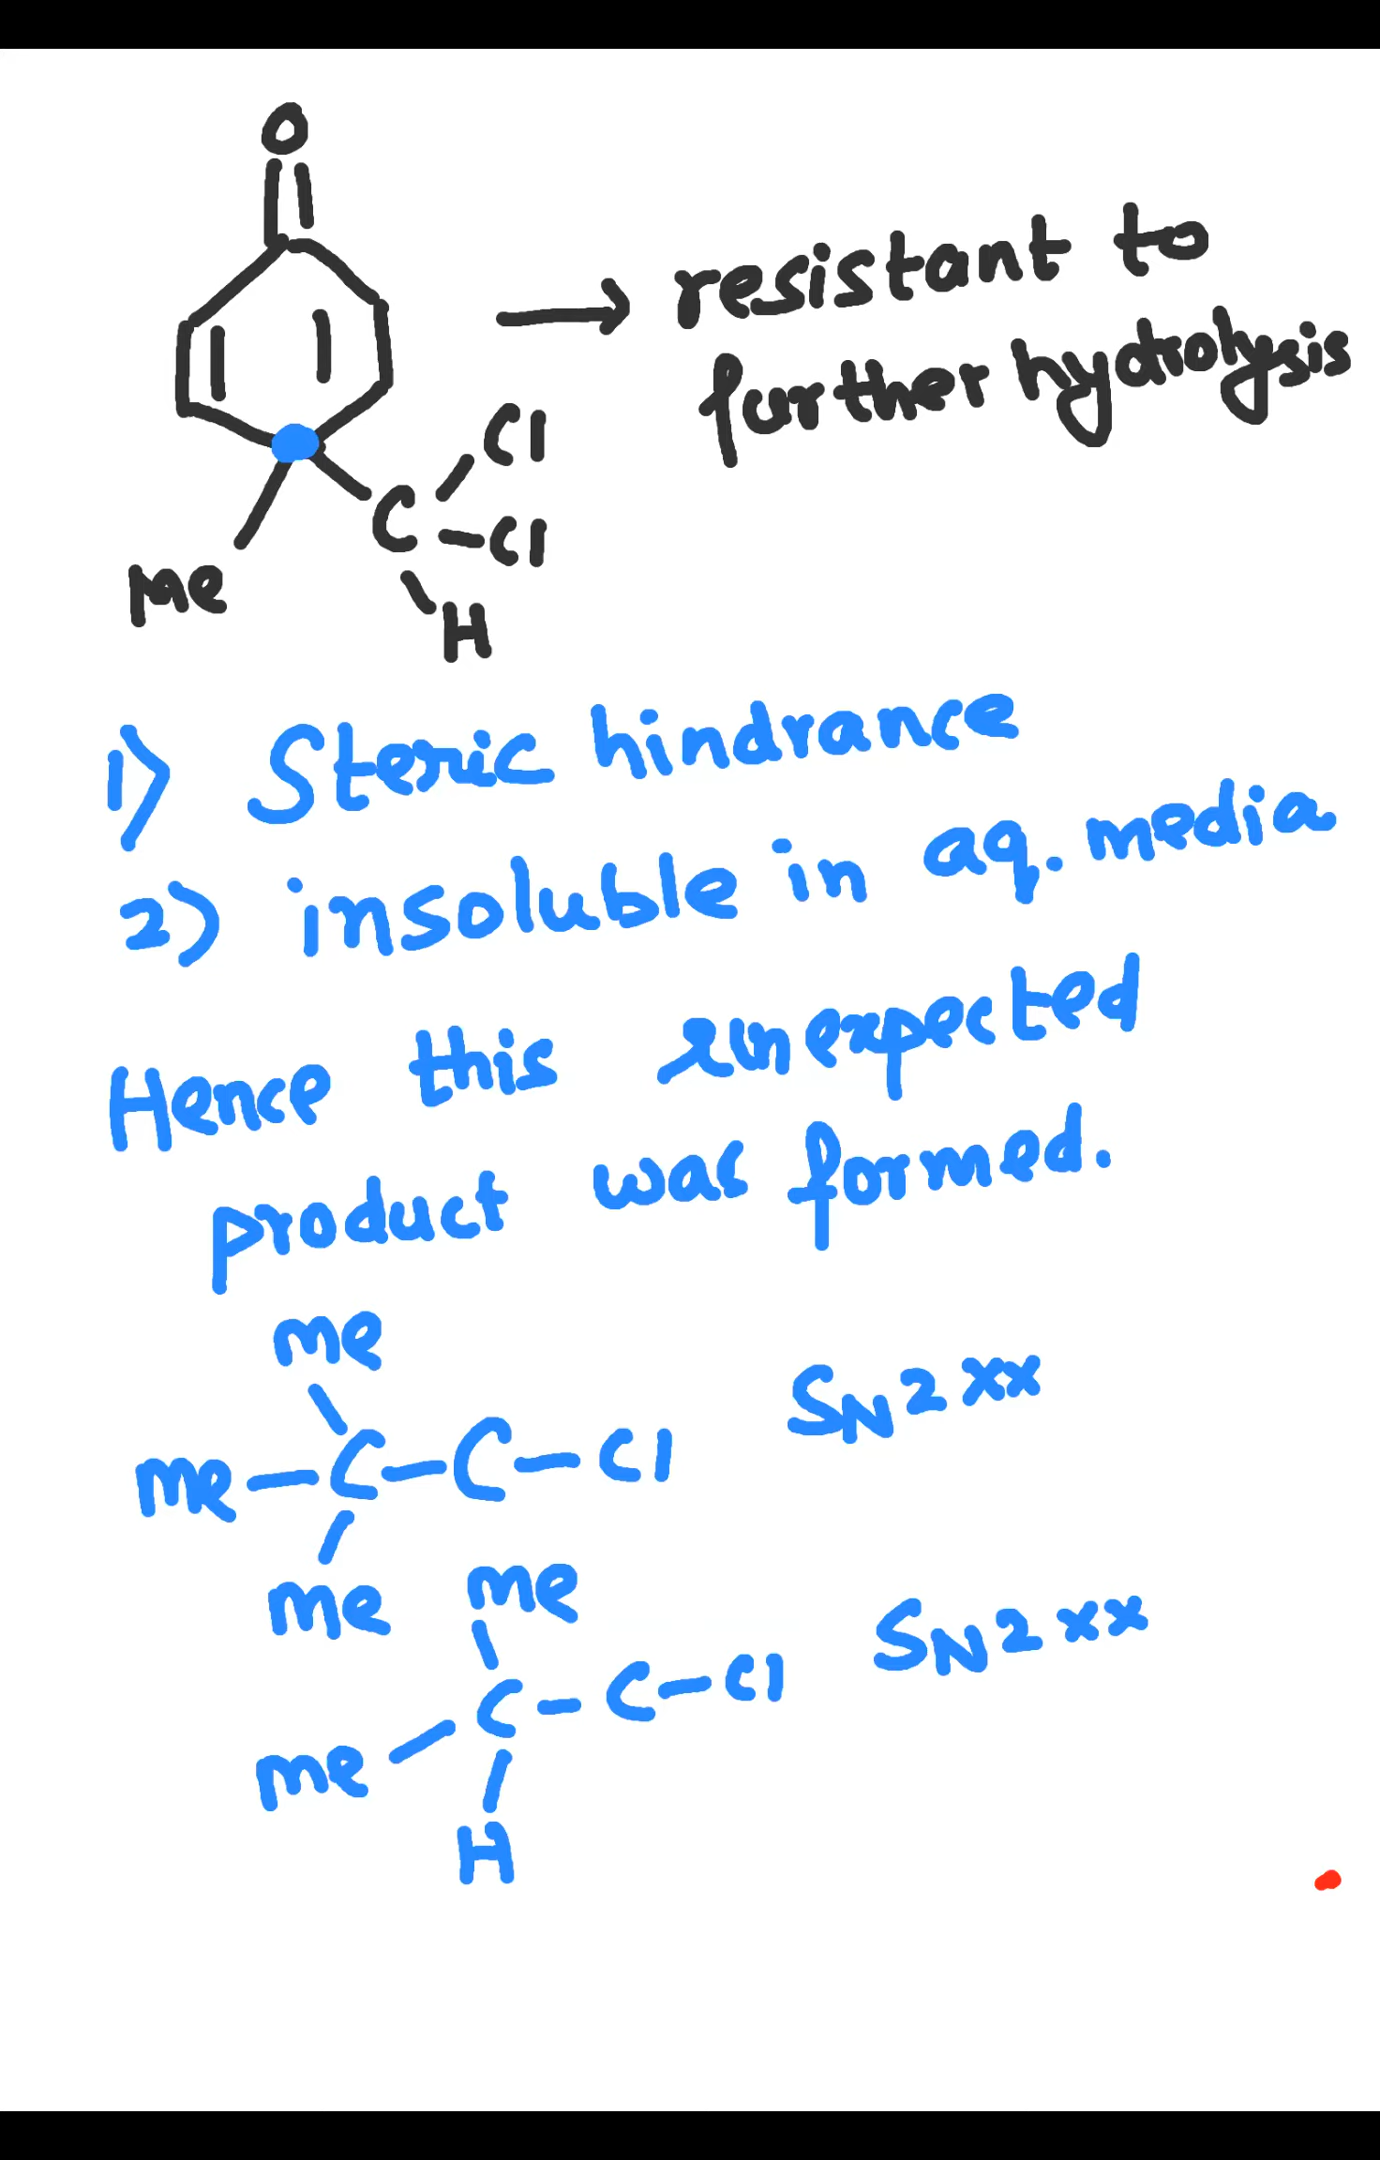 O
resistant to
further hydrolysis
Cl
C-Cl
Me
H
1) Steric hindrance
2) insoluble in aq. media
Hence this unexpected
product was formed.
Me
Me-C-C-Cl SN2 xx
Me
Me
C-C-Cl SN2 xx
Me
H